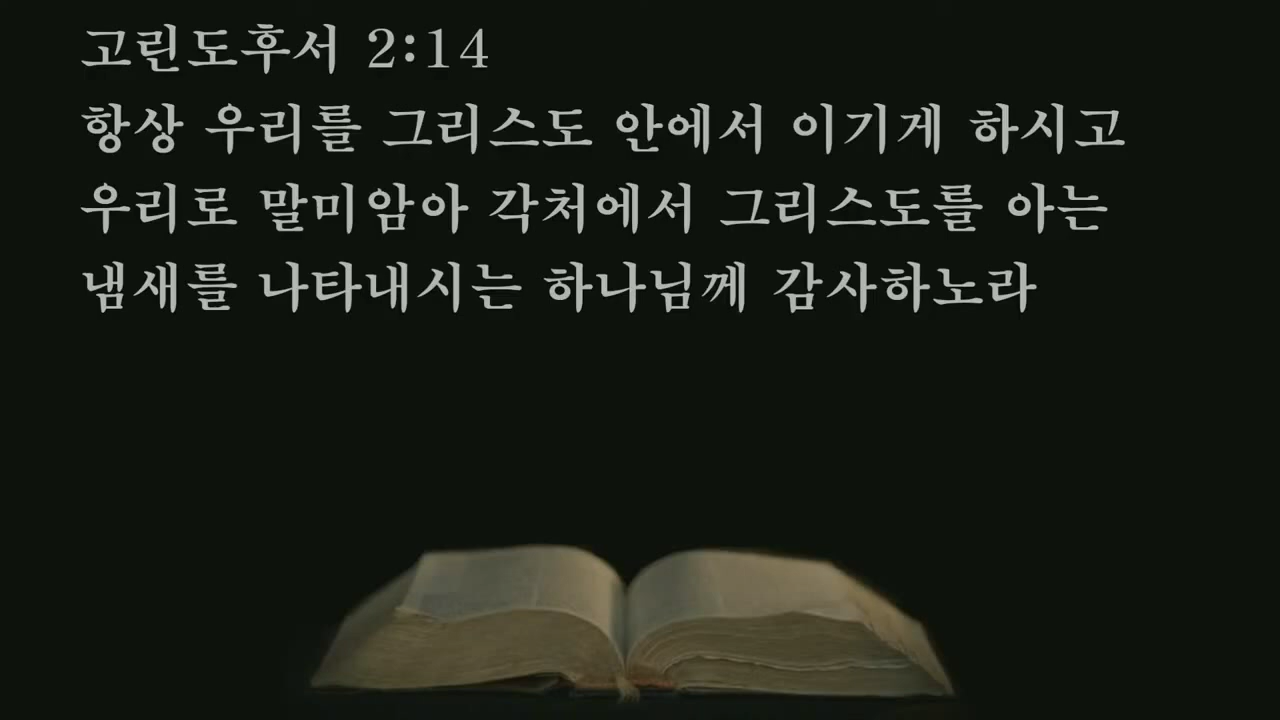 고린도후서 2:14
항상 우리를 그리스도 안에서 이기게 하시고
우리로 말미암아 각처에서 그리스도를 아는
냄새를 나타내시는 하나님께 감사하노라